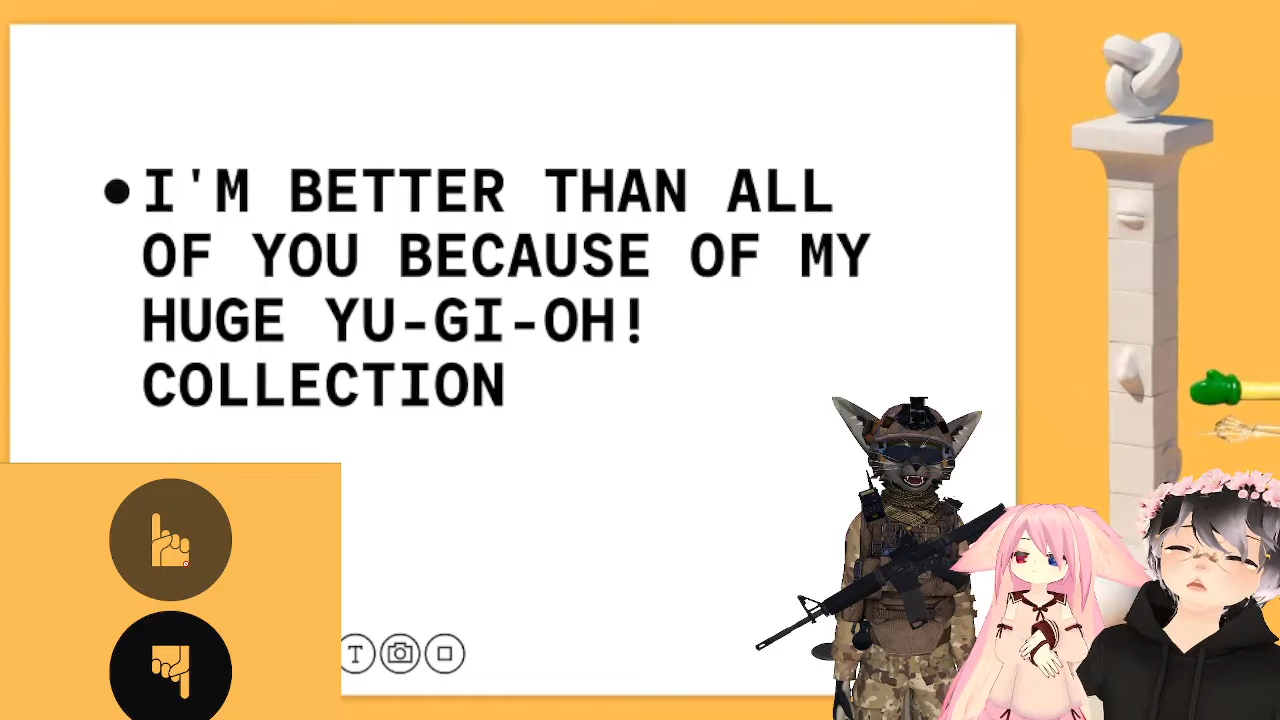 •I'M BETTER THAN ALL
OF YOU BECAUSE OF MY
HUGE YU-GI-OH!
COLLECTION
T